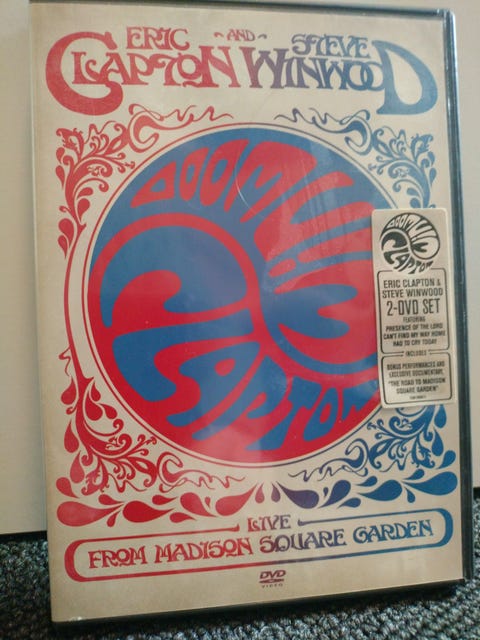 ERIC AND STEVE
CLAPTON WINWOOD
WINWOOD
CLAPTON
WINWOOD
CLAPTON
ERIC CLAPTON &
STEVE WINWOOD
2-DVD SET
FEATURING
PRESENCE OF THE LORD
CAN'T FIND MY WAY HOME
HAD TO CRY TODAY
INCLUDES
BONUS PERFORMANCES AND
EXCLUSIVE DOCUMENTARY,
"THE ROAD TO MADISON
SQUARE GARDEN"
LIVE
FROM MADISON SQUARE GARDEN
DVD
VIDEO